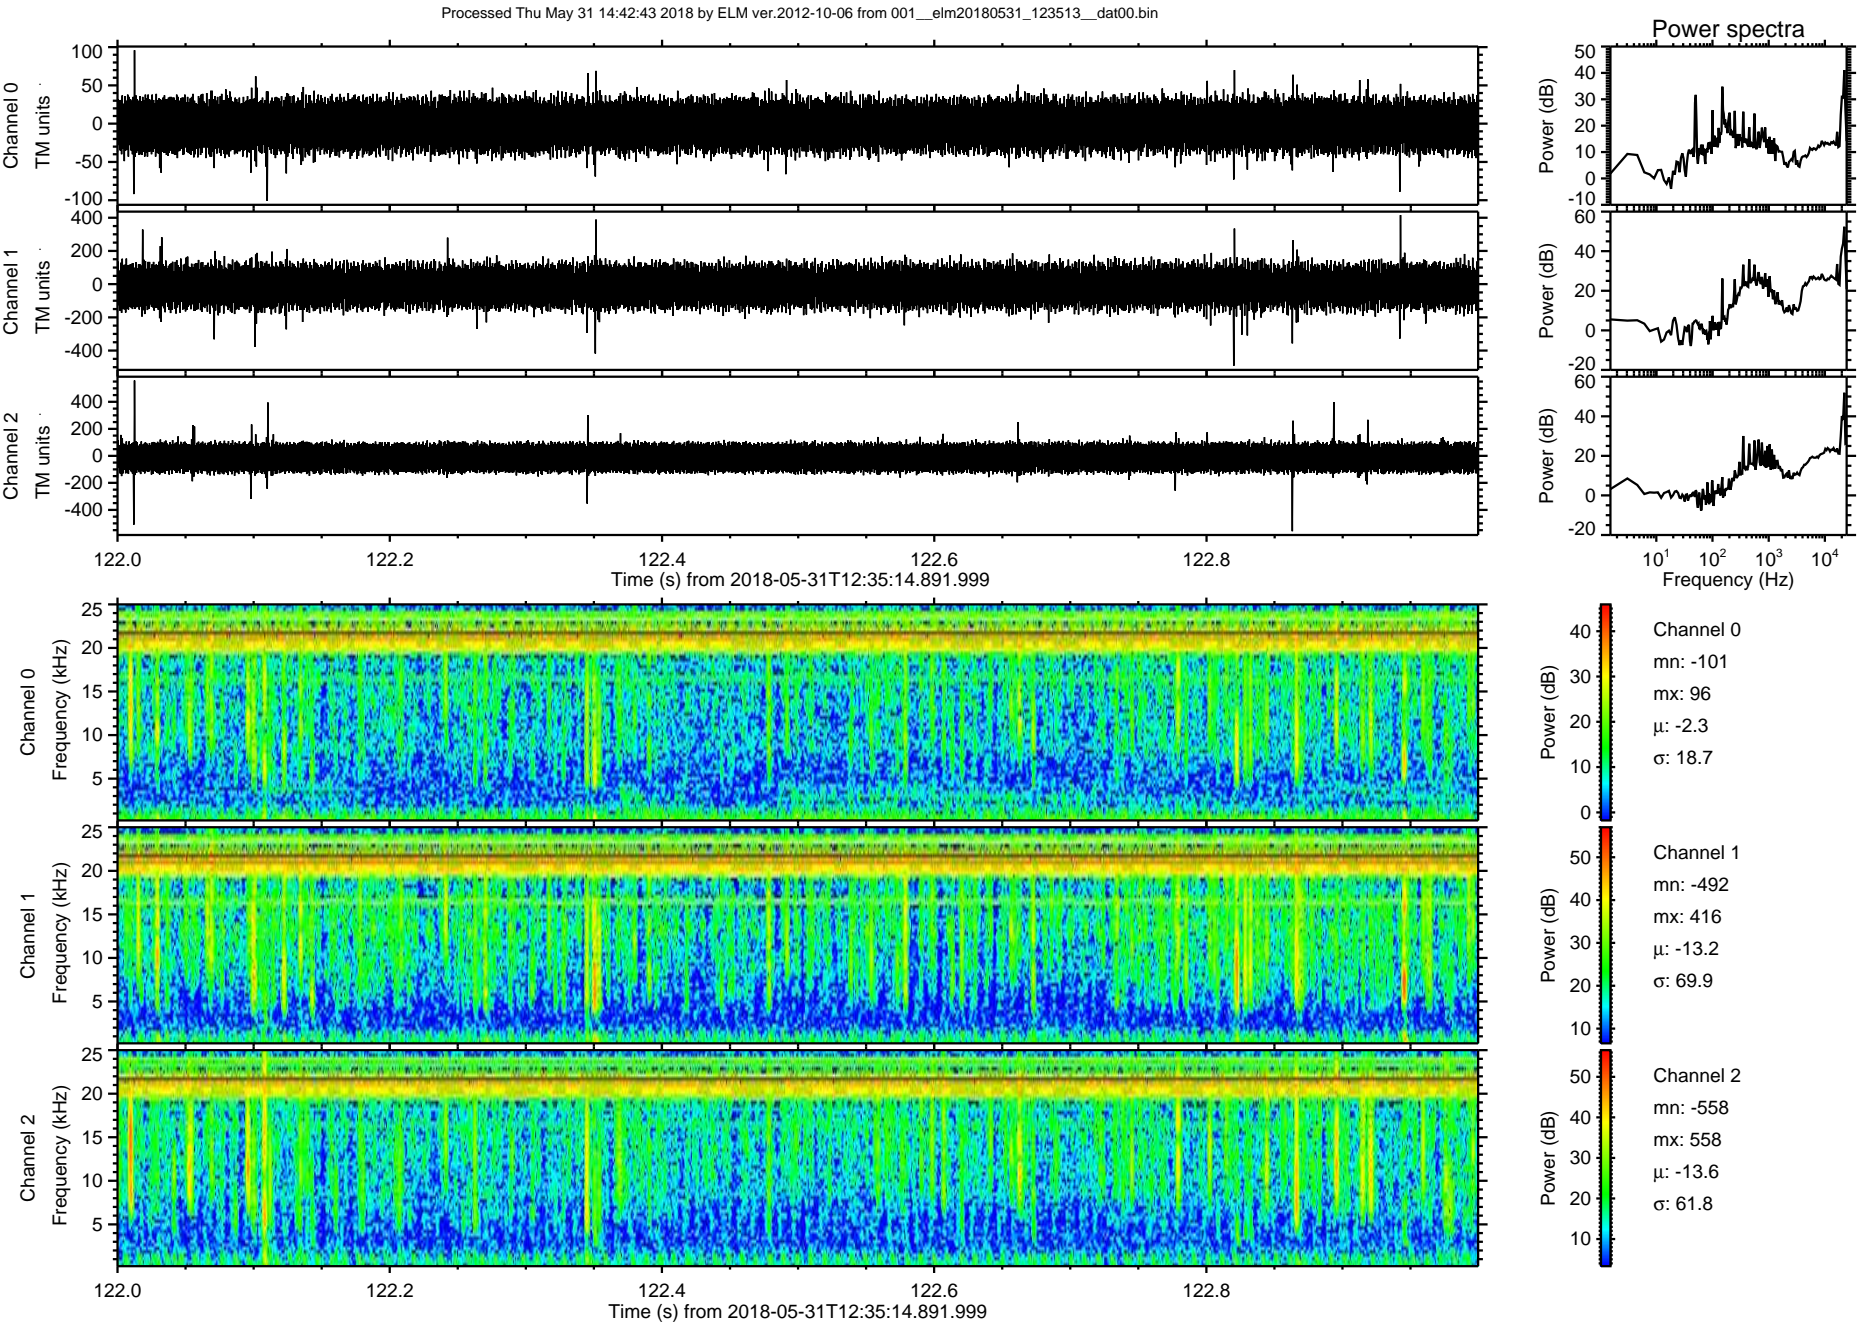 Processed Thu May 31 14:42:43 2018 by ELM ver.2012-10-06 from 001__elm20180531_123513__dat00.bin
Power spectra
Channel 0
TM units
100
50
0
-50
-100
Power (dB)
50
40
30
20
10
0
-10
Channel 1
TM units
400
200
0
-200
-400
Power (dB)
60
40
20
0
-20
Channel 2
TM units
400
200
0
-200
-400
Power (dB)
60
40
20
0
-20
122.0 122.2 122.4 122.6 122.8
Time (s) from 2018-05-31T12:35:14.891.999
10^1 10^2 10^3 10^4
Frequency (Hz)
Channel 0
Frequency (kHz)
25
20
15
10
5
Power (dB)
40
30
20
10
0
Channel 0
mn: -101
mx: 96
μ: -2.3
σ: 18.7
Channel 1
Frequency (kHz)
25
20
15
10
5
Power (dB)
50
40
30
20
10
Channel 1
mn: -492
mx: 416
μ: -13.2
σ: 69.9
Channel 2
Frequency (kHz)
25
20
15
10
5
Power (dB)
50
40
30
20
10
Channel 2
mn: -558
mx: 558
μ: -13.6
σ: 61.8
122.0 122.2 122.4 122.6 122.8
Time (s) from 2018-05-31T12:35:14.891.999